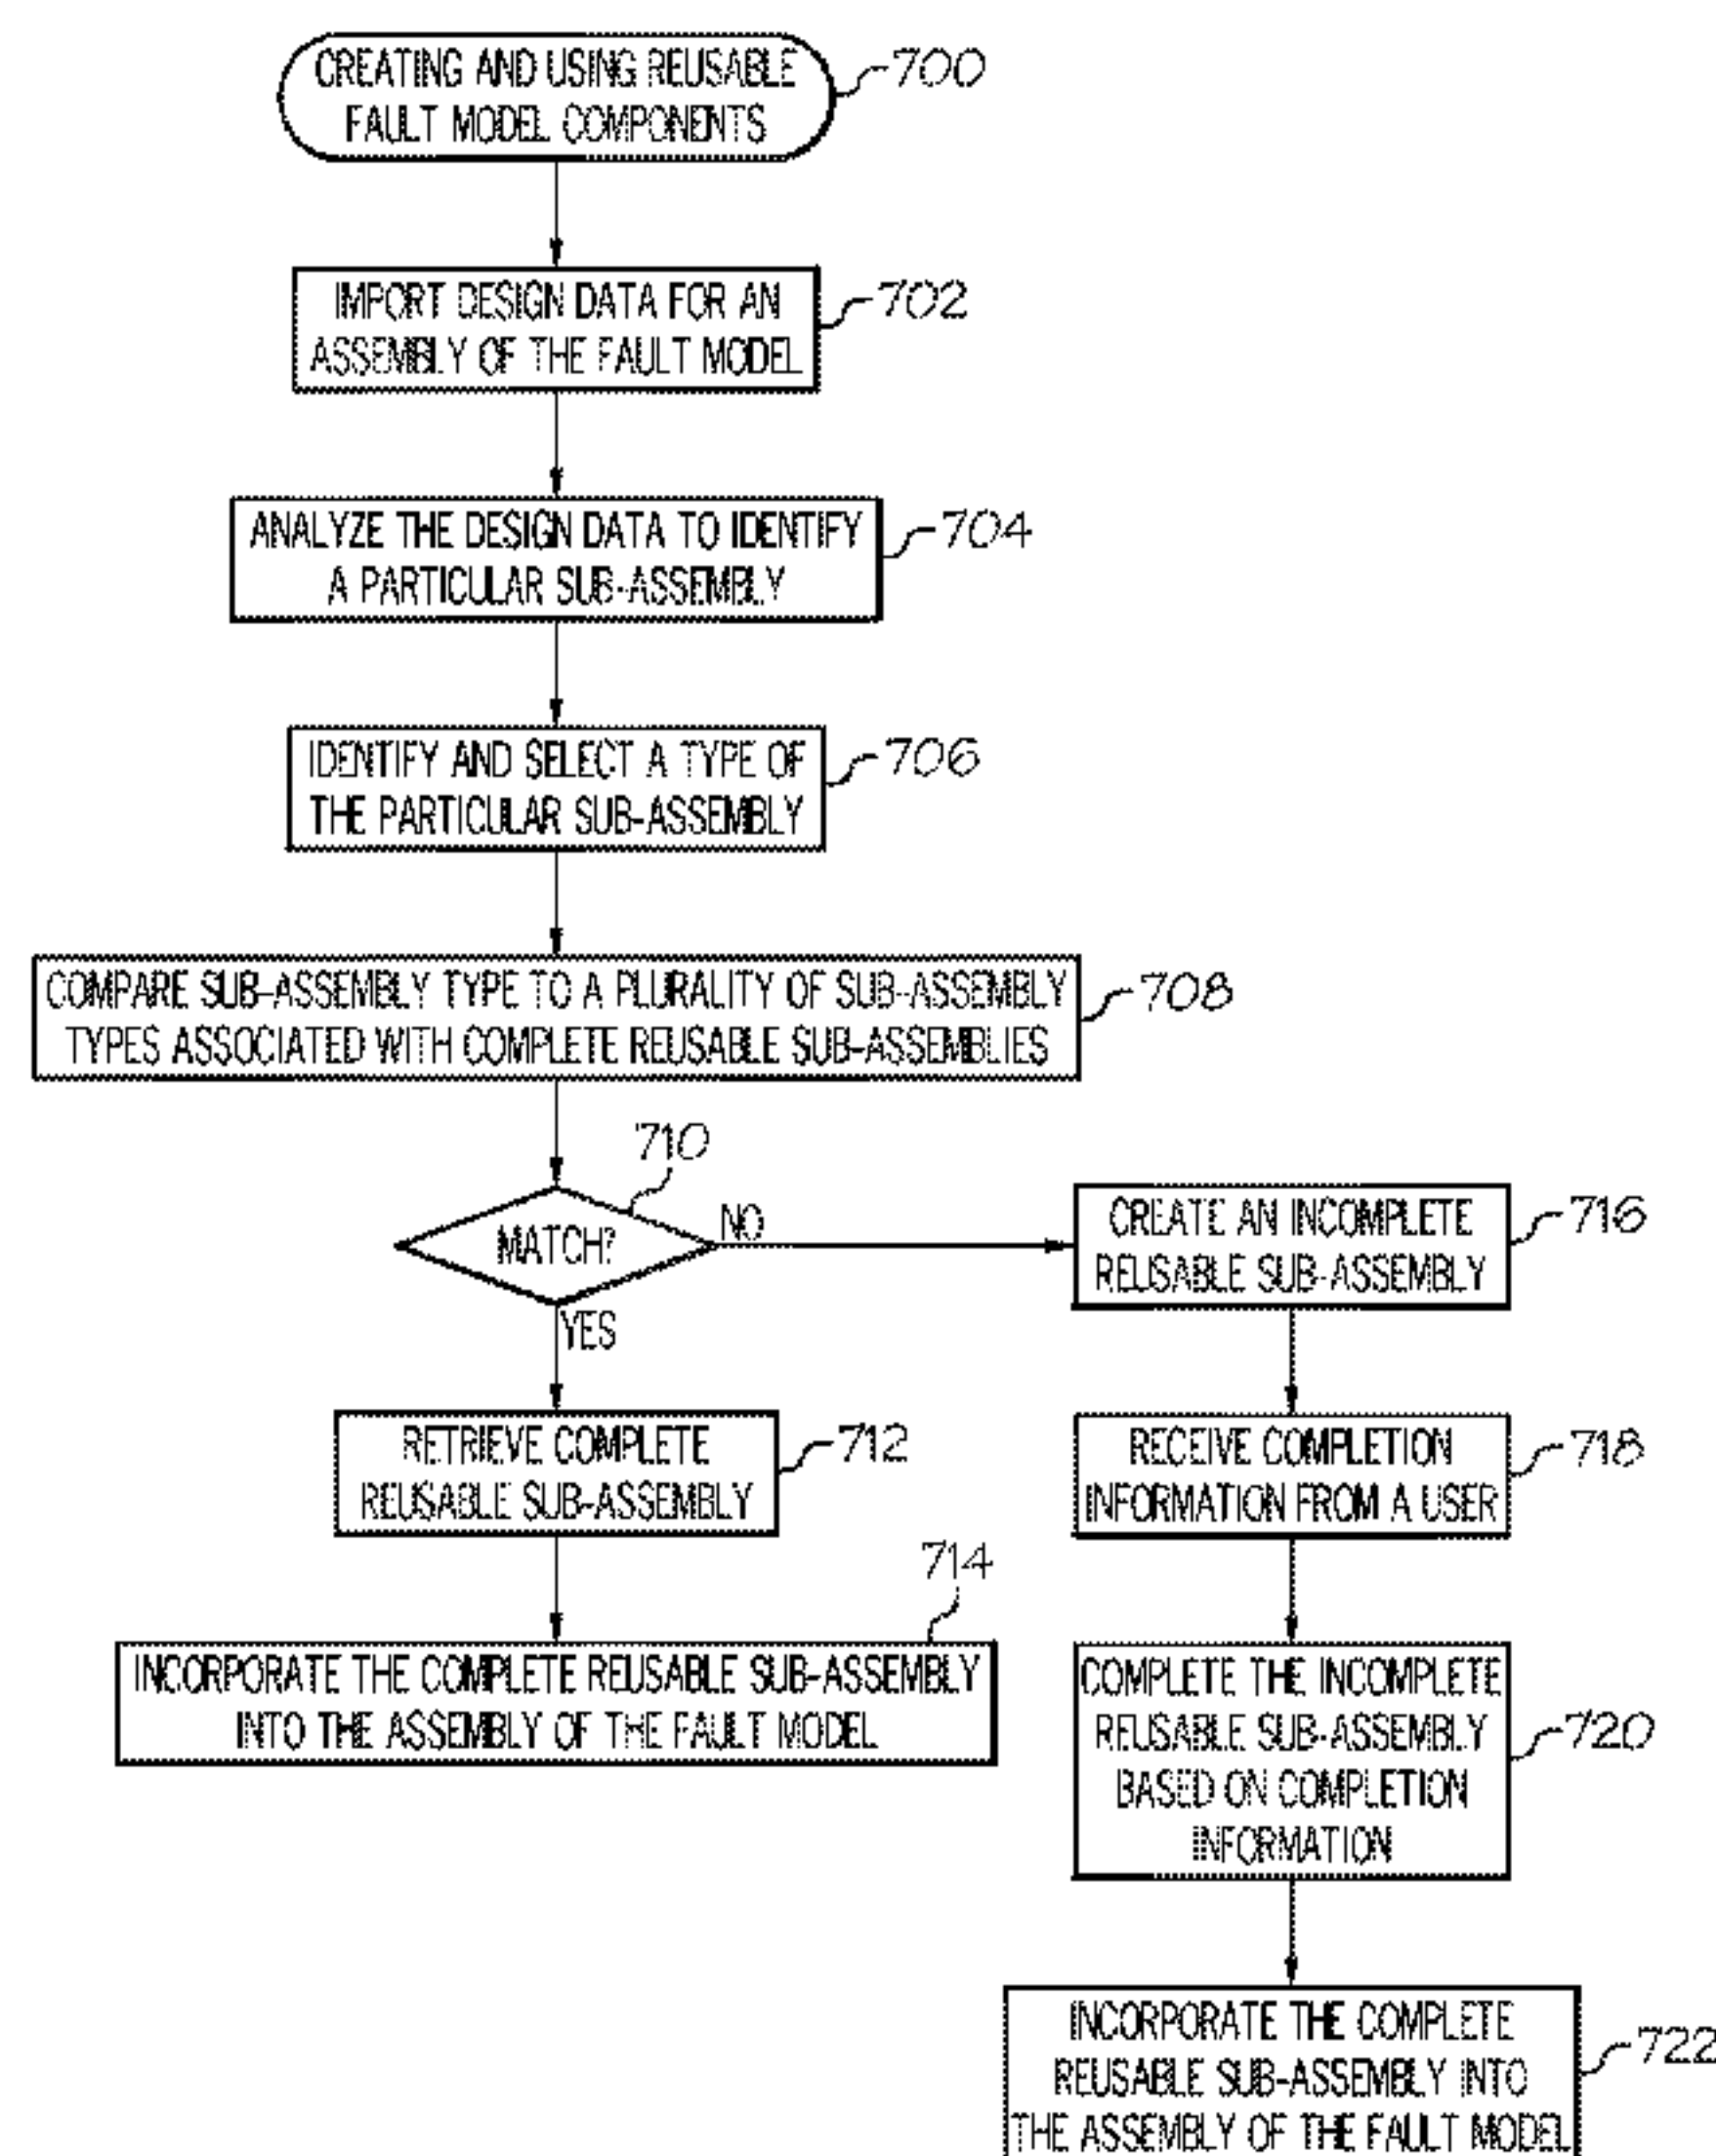 CREATING AND USING REUSABLE
FAULT MODEL COMPONENTS
700
IMPORT DESIGN DATA FOR AN
ASSEMBLY OF THE FAULT MODEL
702
ANALYZE THE DESIGN DATA TO IDENTIFY
A PARTICULAR SUB-ASSEMBLY
704
IDENTIFY AND SELECT A TYPE OF
THE PARTICULAR SUB-ASSEMBLY
706
COMPARE SUB-ASSEMBLY TYPE TO A PLURALITY OF SUB-ASSEMBLY
TYPES ASSOCIATED WITH COMPLETE REUSABLE SUB-ASSEMBLIES
708
710
MATCH?
NO
YES
RETRIEVE COMPLETE
REUSABLE SUB-ASSEMBLY
712
714
INCORPORATE THE COMPLETE REUSABLE SUB-ASSEMBLY
INTO THE ASSEMBLY OF THE FAULT MODEL
CREATE AN INCOMPLETE
REUSABLE SUB-ASSEMBLY
716
RECEIVE COMPLETION
INFORMATION FROM A USER
718
COMPLETE THE INCOMPLETE
REUSABLE SUB-ASSEMBLY
BASED ON COMPLETION
INFORMATION
720
INCORPORATE THE COMPLETE
REUSABLE SUB-ASSEMBLY INTO
THE ASSEMBLY OF THE FAULT MODEL
722